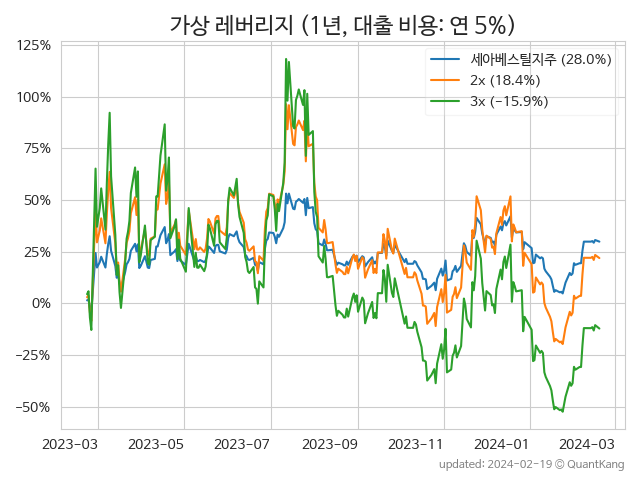 가상 레버리지 (1년, 대출 비용: 연 5%)
세아베스틸지주 (28.0%)
2x (18.4%)
3x (−15.9%)
125%
100%
75%
50%
25%
0%
−25%
−50%
2023-03 2023-05 2023-07 2023-09 2023-11 2024-01 2024-03
updated: 2024-02-19 © QuantKang